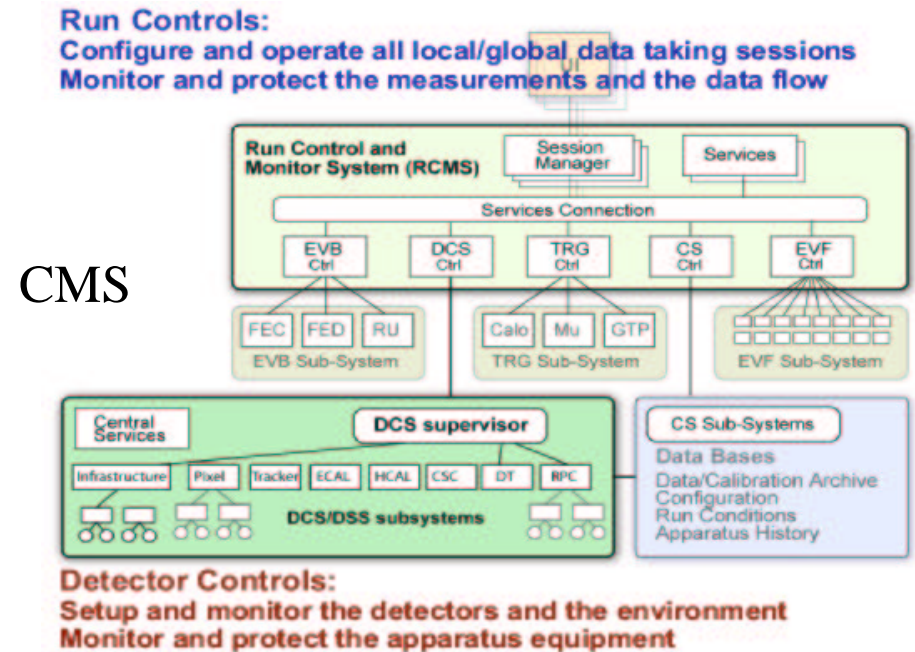 Run Controls:
Configure and operate all local/global data taking sessions
Monitor and protect the measurements and the data flow
UI
Run Control and
Monitor System (RCMS)
Session
Manager
Services
Services Connection
EVB
Ctrl
DCS
Ctrl
TRG
Ctrl
CS
Ctrl
EVF
Ctrl
CMS
FEC
FED
RU
EVB Sub-System
Calo
Mu
GTP
TRG Sub-System
EVF Sub-System
Central
Services
DCS supervisor
Infrastructure
Pixel
Tracker
ECAL
HCAL
CSC
DT
RPC
DCS/DSS subsystems
CS Sub-Systems
Data Bases
Data/Calibration Archive
Configuration
Run Conditions
Apparatus History
Detector Controls:
Setup and monitor the detectors and the environment
Monitor and protect the apparatus equipment